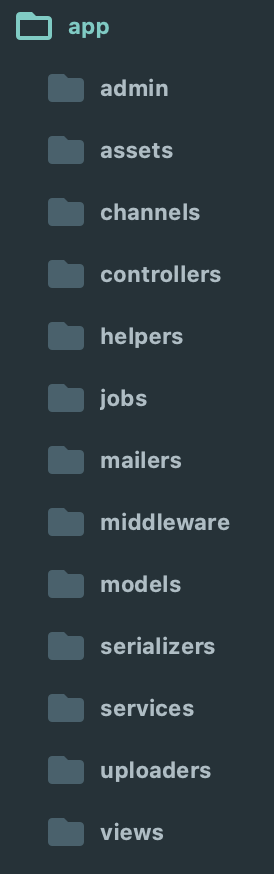 app
admin
assets
channels
controllers
helpers
jobs
mailers
middleware
models
serializers
services
uploaders
views